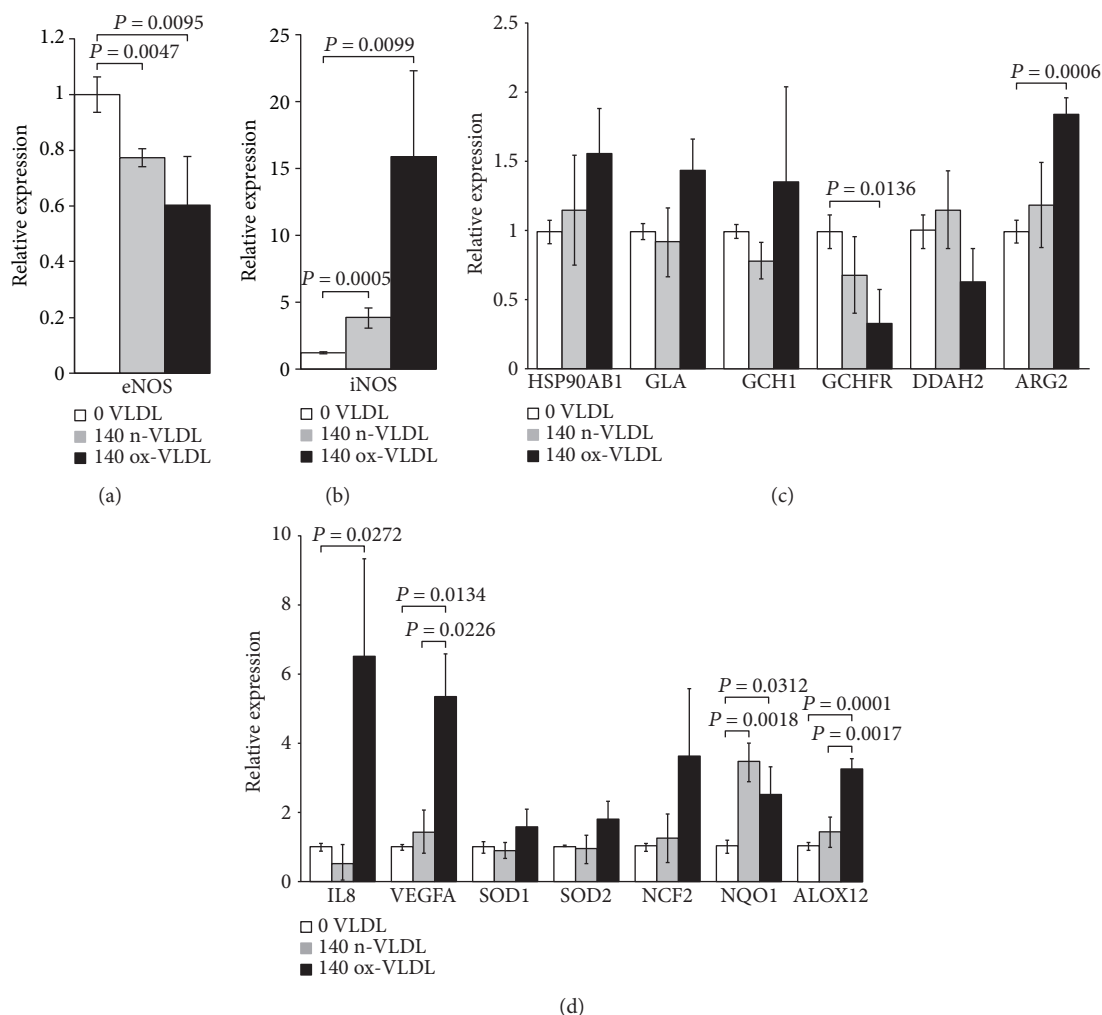 P = 0.0095
P = 0.0047
Relative expression
1.2
1
0.8
0.6
0.4
0.2
0
eNOS
0 VLDL
140 n-VLDL
140 ox-VLDL
(a)
P = 0.0099
P = 0.0005
Relative expression
25
20
15
10
5
0
iNOS
0 VLDL
140 n-VLDL
140 ox-VLDL
(b)
P = 0.0006
P = 0.0136
Relative expression
2.5
2
1.5
1
0.5
0
HSP90AB1 GLA GCH1 GCHFR DDAH2 ARG2
0 VLDL
140 n-VLDL
140 ox-VLDL
(c)
P = 0.0272
P = 0.0134
P = 0.0226
P = 0.0312
P = 0.0018
P = 0.0001
P = 0.0017
Relative expression
10
8
6
4
2
0
IL8 VEGFA SOD1 SOD2 NCF2 NQO1 ALOX12
0 VLDL
140 n-VLDL
140 ox-VLDL
(d)